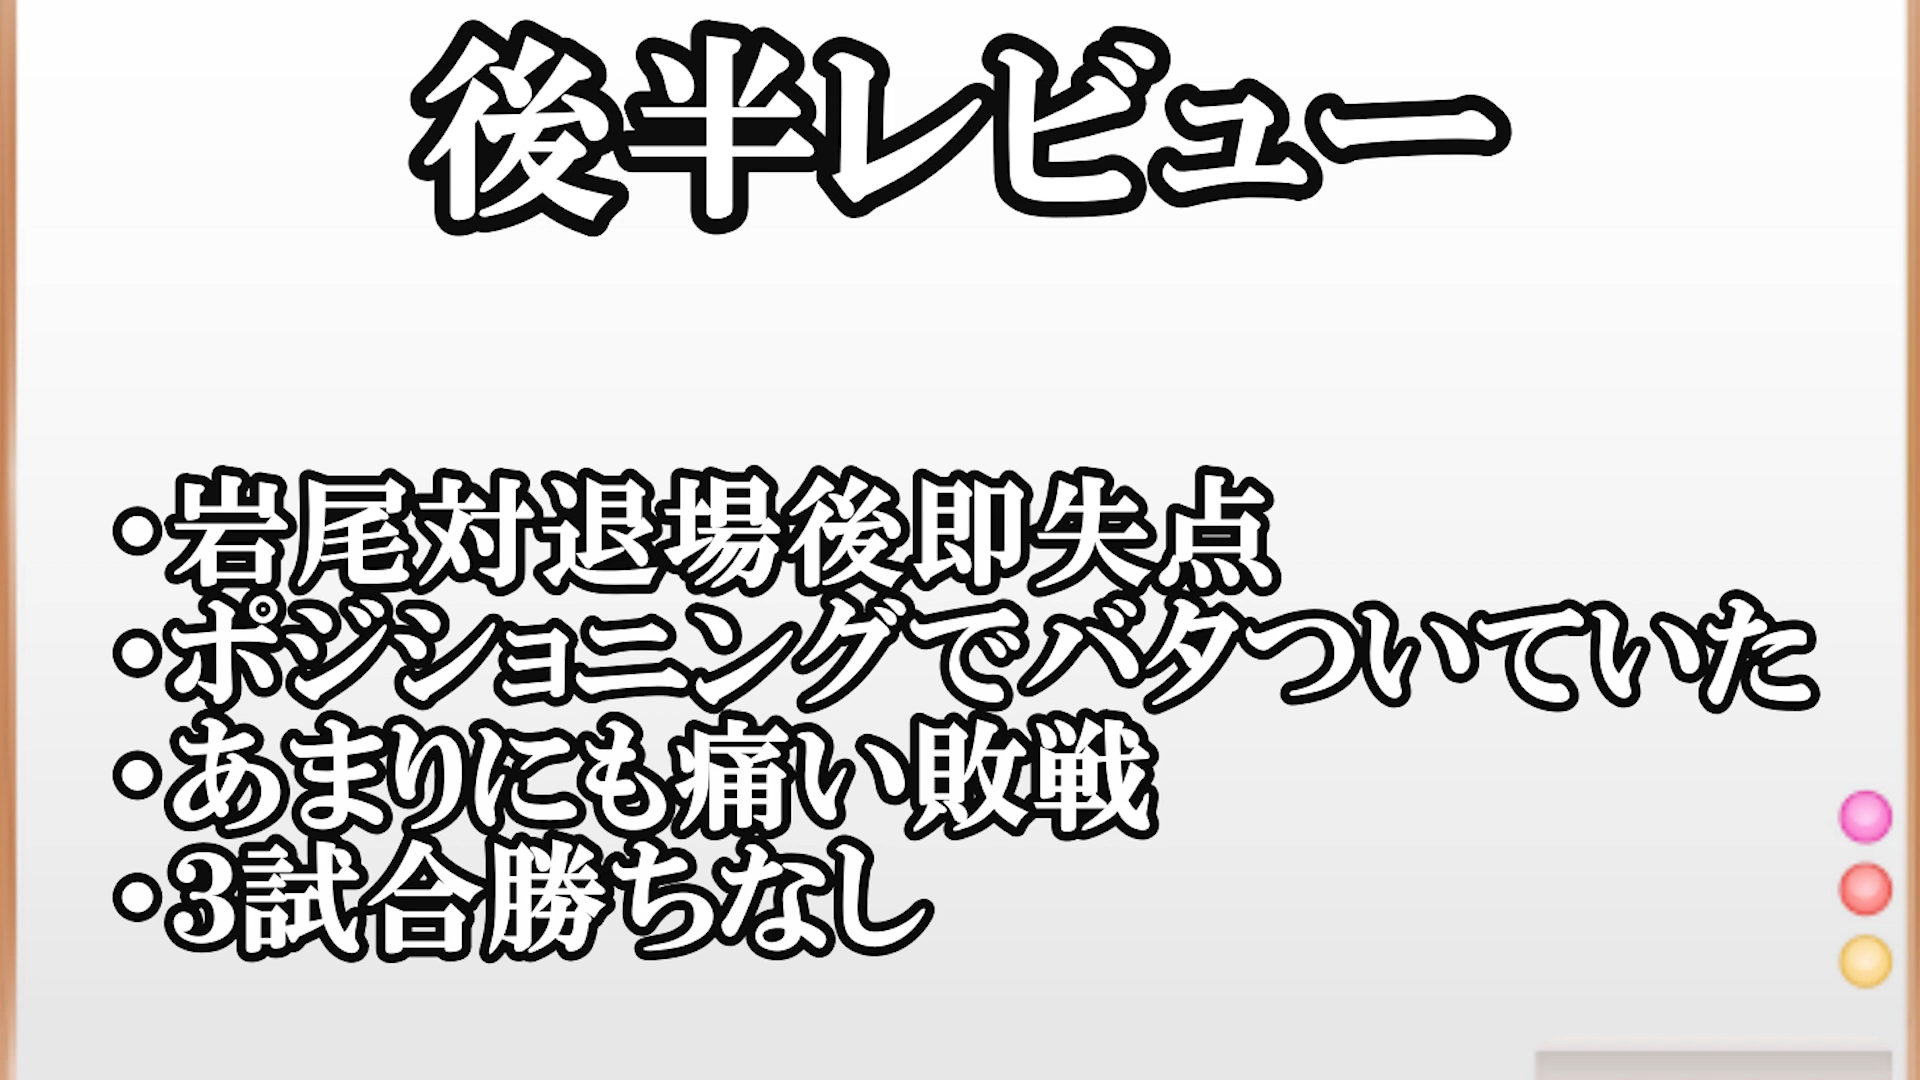 後半レビュー
・岩尾対退場後即失点
・ポジショニングでバタついていた
・あまりにも痛い敗戦
・3試合勝ちなし